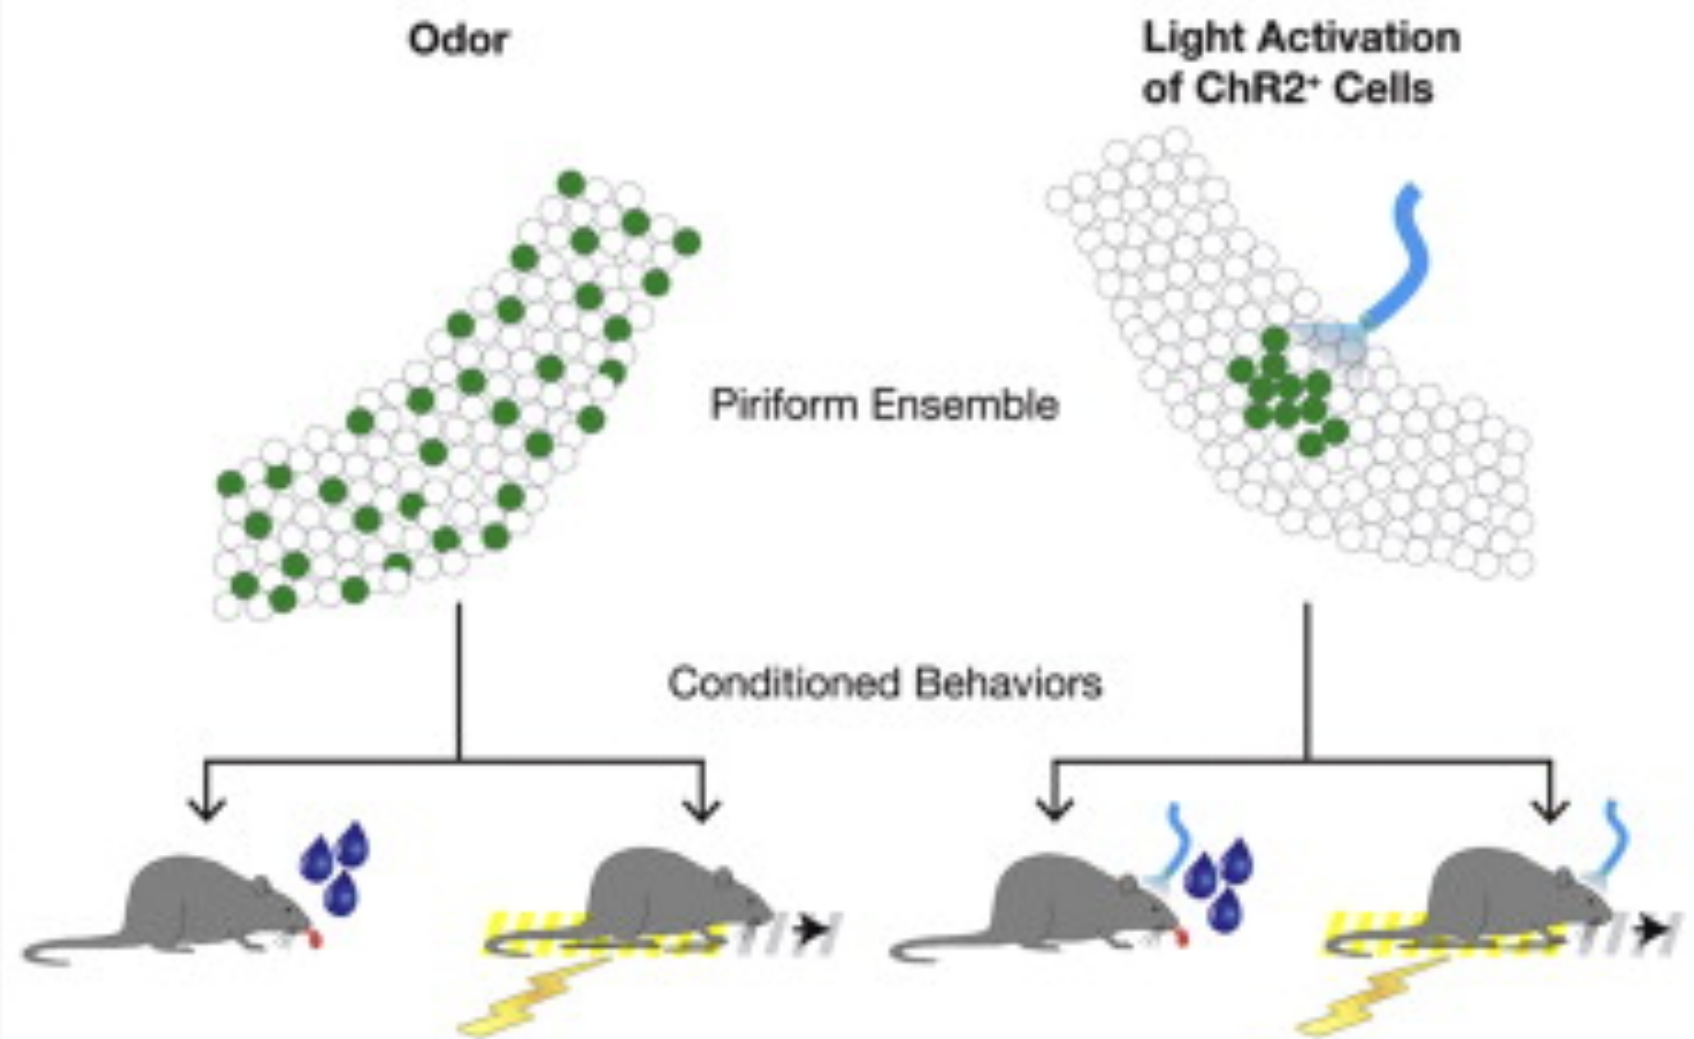 Odor
Light Activation
of ChR2⁺ Cells
Piriform Ensemble
Conditioned Behaviors